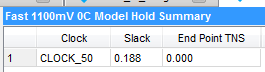 Fast 1100mV 0C Model Hold Summary
Clock Slack End Point TNS
1 CLOCK_50 0.188 0.000